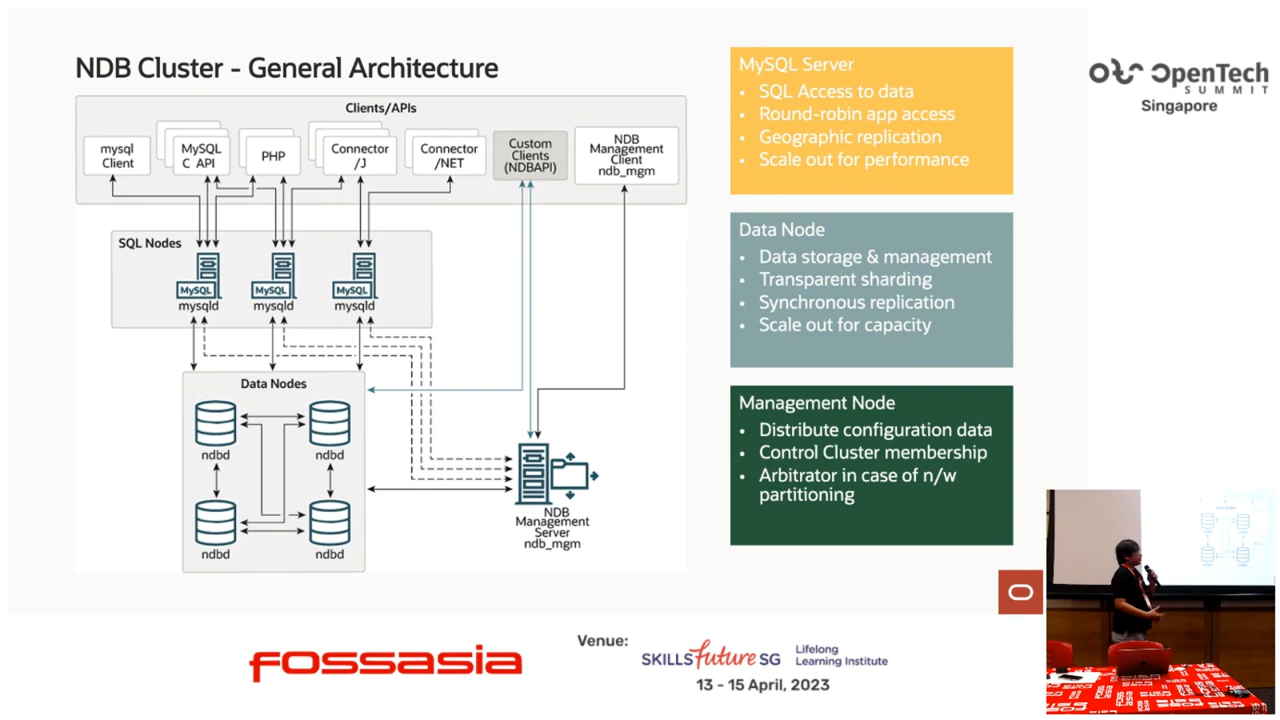 NDB Cluster - General Architecture
Clients/APIs
mysql
Client
MySQL
C API
PHP
Connector
/J
Connector
/NET
Custom
Clients
(NDBAPI)
NDB
Management
Client
ndb_mgm
SQL Nodes
MySQL
mysqld
MySQL
mysqld
MySQL
mysqld
Data Nodes
ndbd
ndbd
ndbd
ndbd
NDB
Management
Server
ndb_mgm
MySQL Server
• SQL Access to data
• Round-robin app access
• Geographic replication
• Scale out for performance
Data Node
• Data storage & management
• Transparent sharding
• Synchronous replication
• Scale out for capacity
Management Node
• Distribute configuration data
• Control Cluster membership
• Arbitrator in case of n/w
partitioning
OTS OpenTech
SUMMIT
Singapore
FOSSASIA
Venue:
SKILLS future SG
Lifelong
Learning Institute
13 - 15 April, 2023